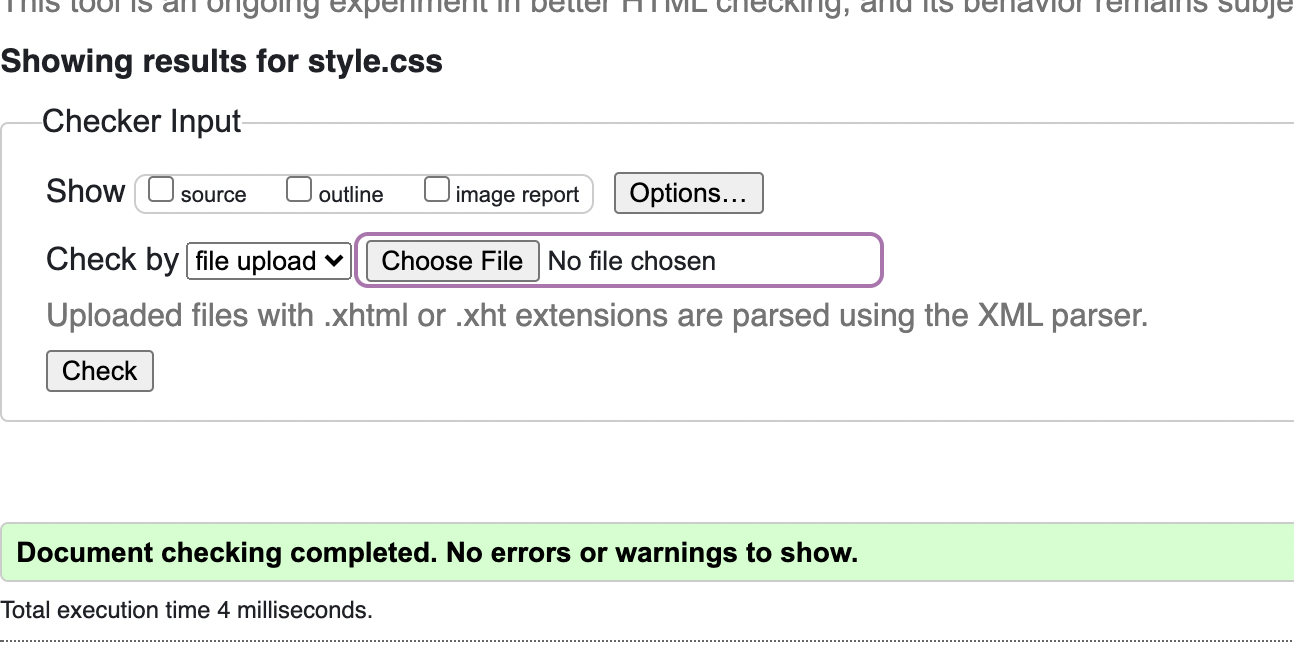 This tool is an ongoing experiment in better HTML checking, and its behavior remains subje
Showing results for style.css
Checker Input
Show source outline image report Options…
Check by file upload Choose File No file chosen
Uploaded files with .xhtml or .xht extensions are parsed using the XML parser.
Check
Document checking completed. No errors or warnings to show.
Total execution time 4 milliseconds.